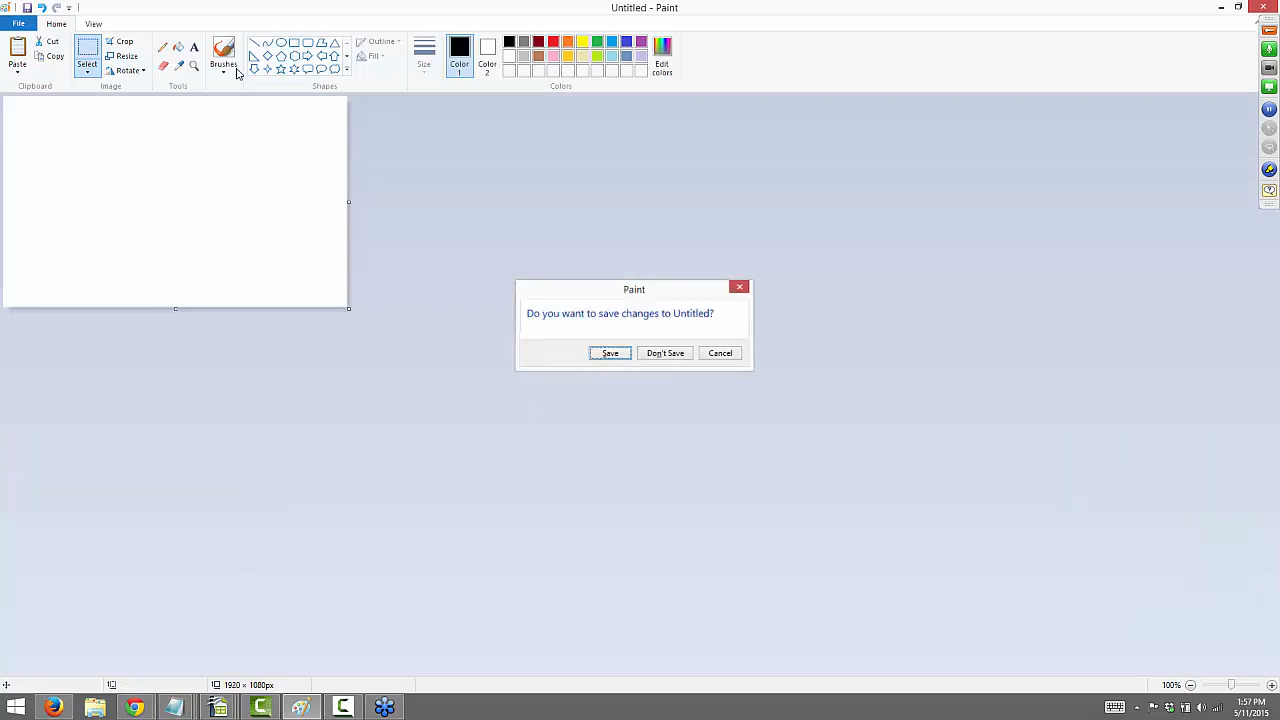 Untitled - Paint
File Home View
Paste
Cut
Copy
Clipboard
Select
Crop
Resize
Rotate
Image
A
Tools
Brushes
Shapes
Outline
Fill
Size
Color 1
Color 2
Edit colors
Colors
Paint
Do you want to save changes to Untitled?
Save Don't Save Cancel
1920 × 1080px
100%
1:57 PM
5/11/2015